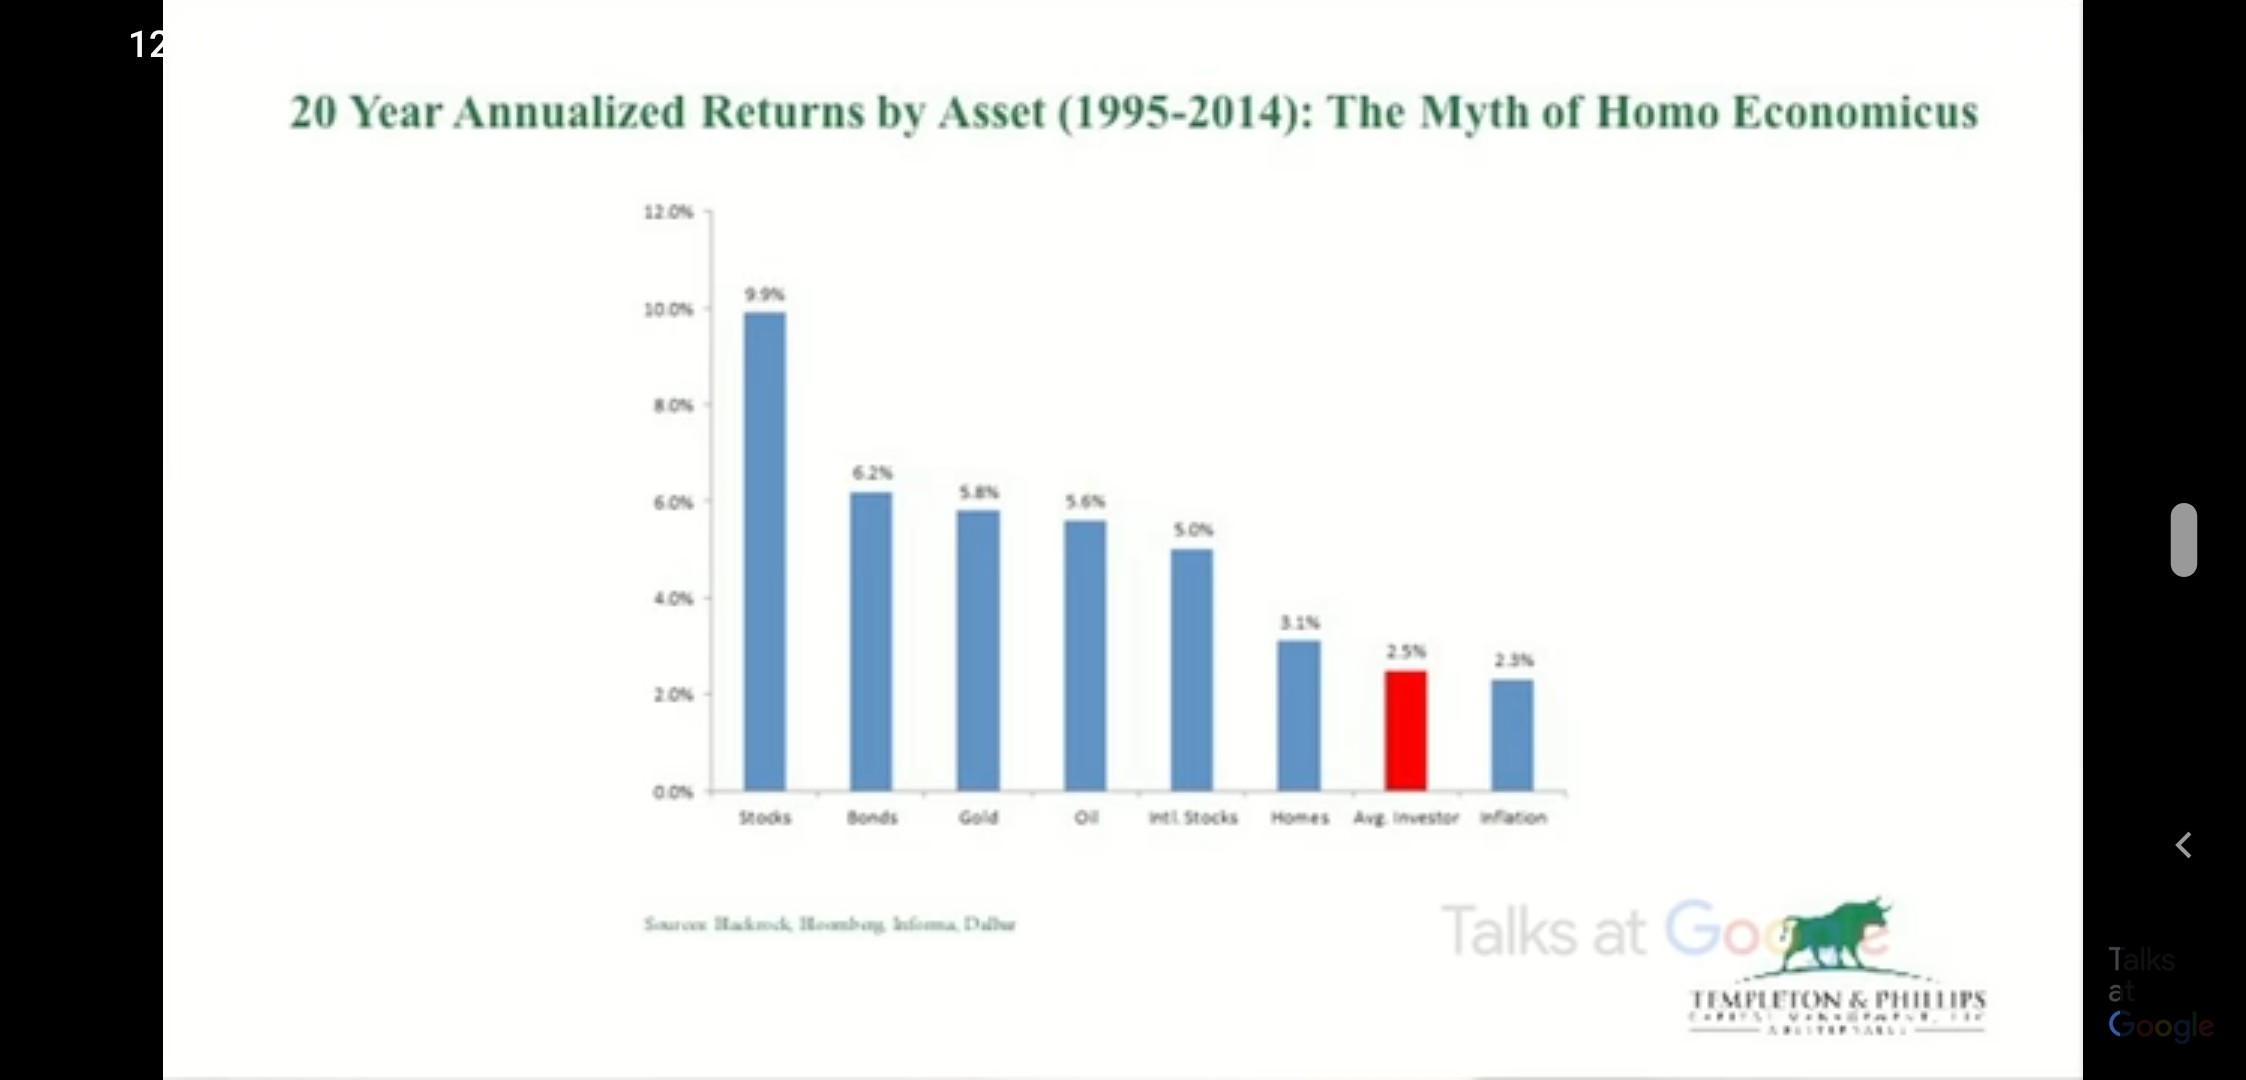 12
20 Year Annualized Returns by Asset (1995-2014): The Myth of Homo Economicus
12.0%
10.0%
8.0%
6.0%
4.0%
2.0%
0.0%
9.9%
6.2%
5.8%
5.6%
5.0%
3.1%
2.5%
2.3%
Stocks Bonds Gold Oil Intl. Stocks Homes Avg. Investor Inflation
Sources: Blackrock, Bloomberg, Informa, Dalbar
Talks at Google
TEMPLETON & PHILLIPS
CAPITAL MANAGEMENT, LLC
Talks
at
Google